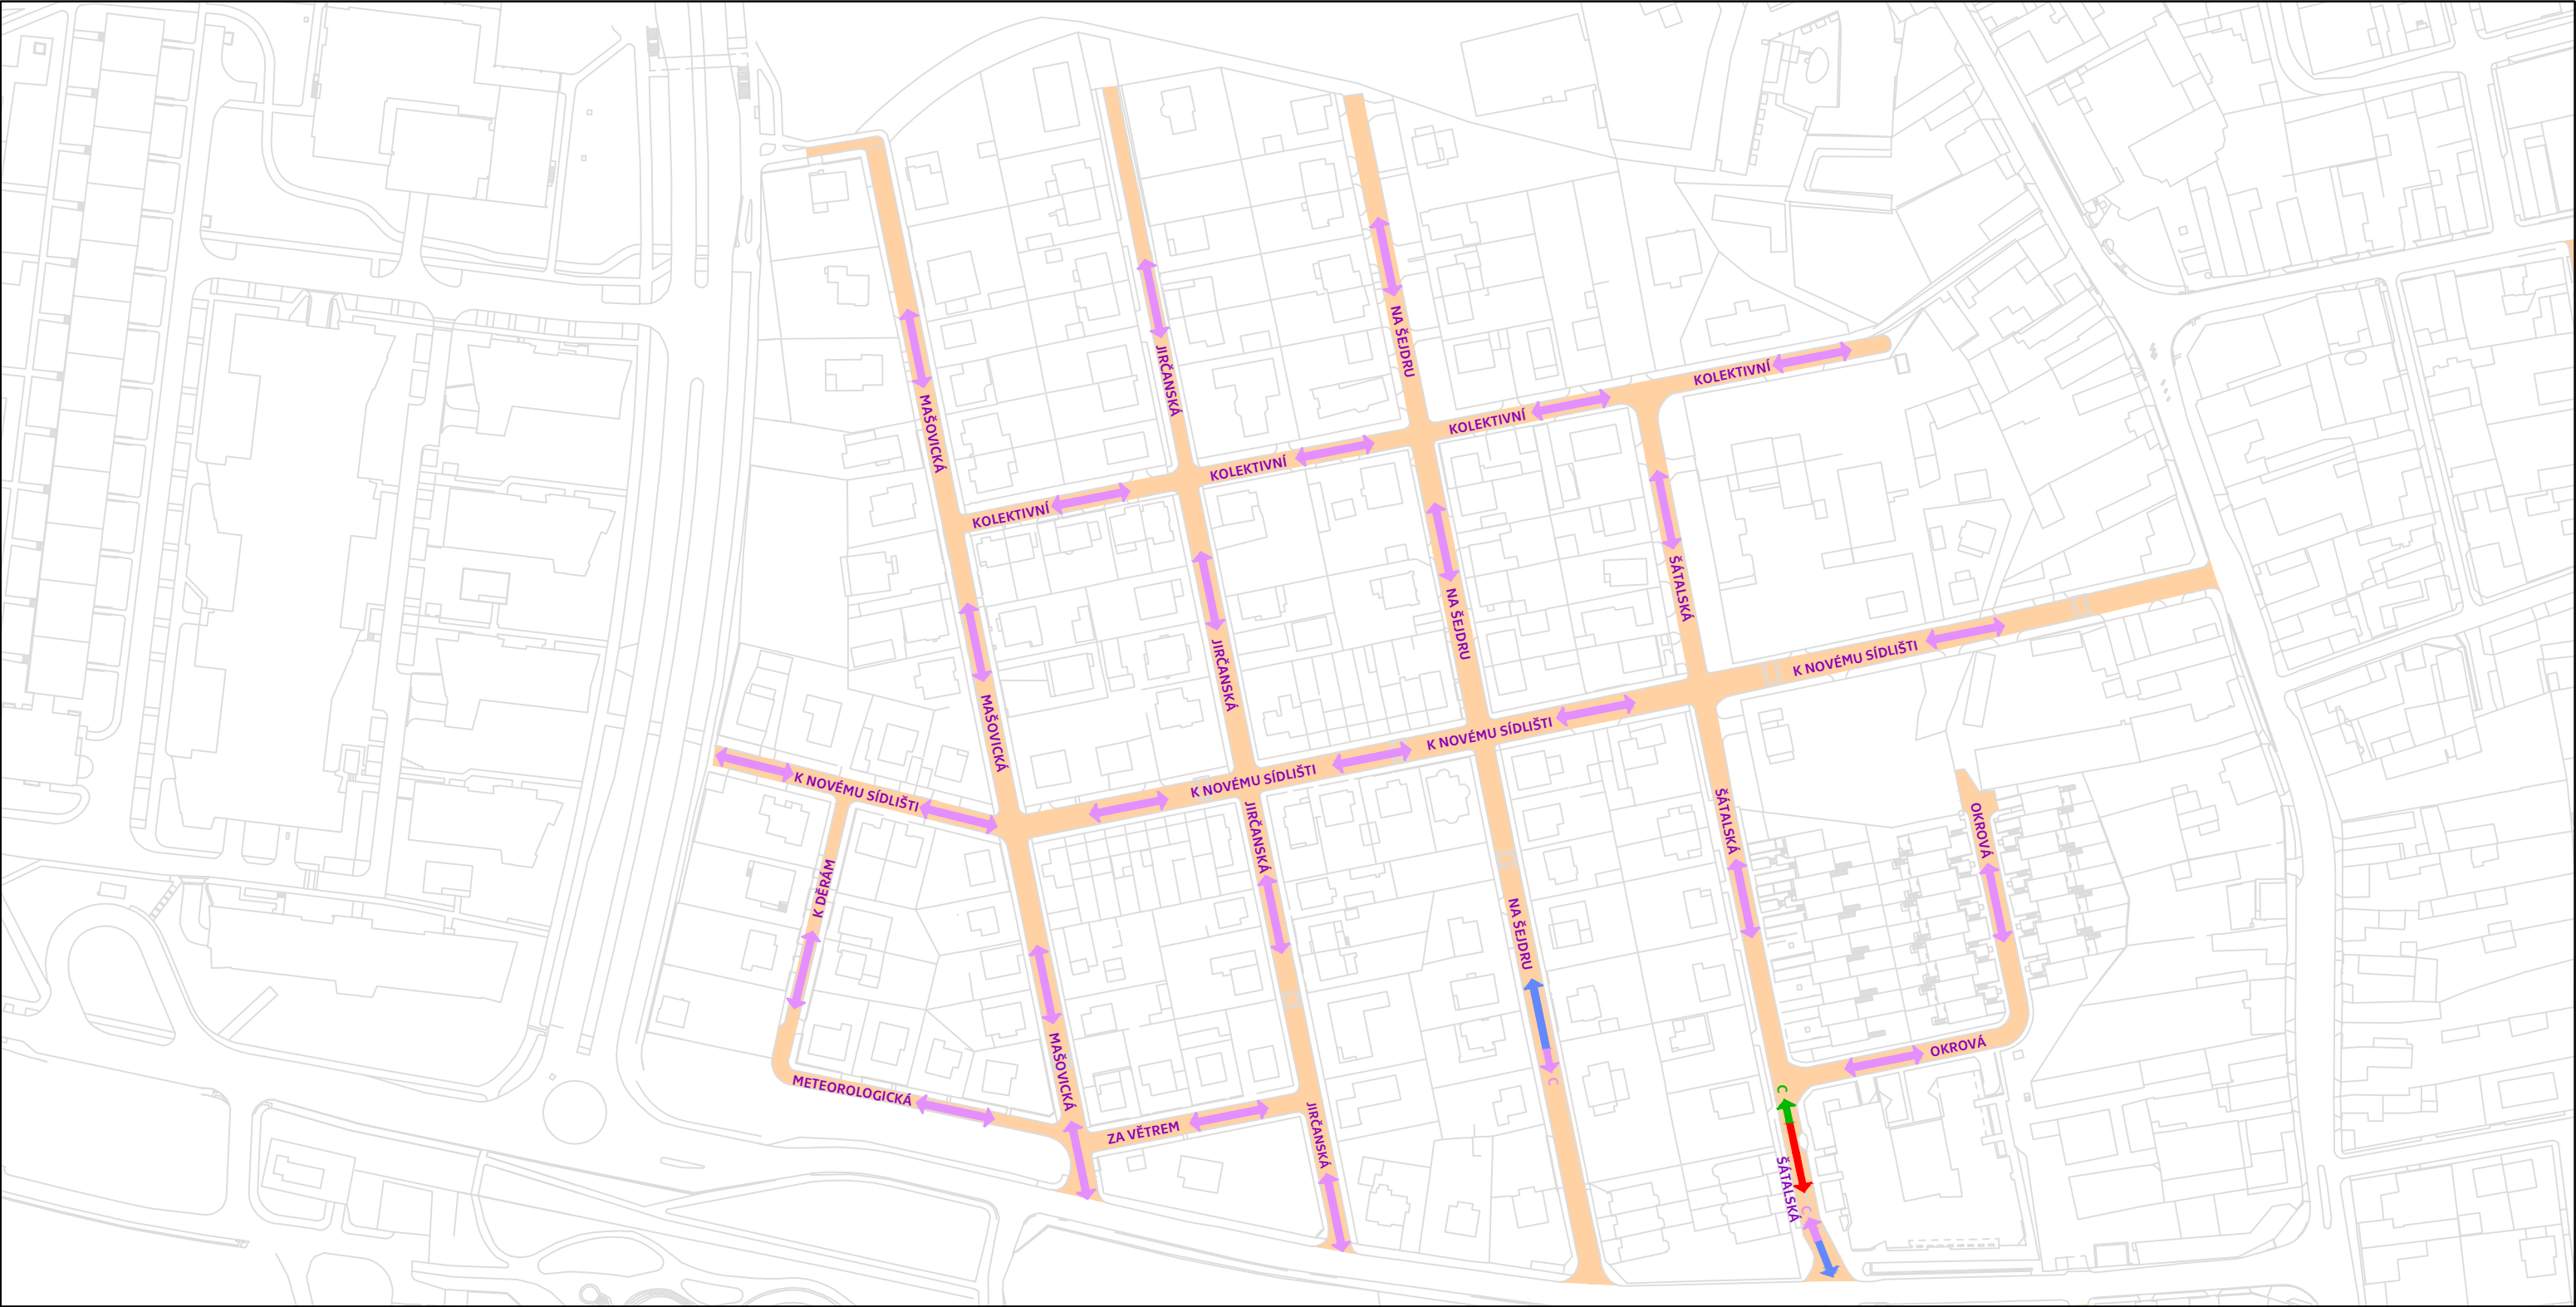 NA ŠEJDRU
JIRČANSKÁ
KOLEKTIVNÍ
MAŠOVICKÁ
KOLEKTIVNÍ
KOLEKTIVNÍ
KOLEKTIVNÍ
ŠÁTALSKÁ
NA ŠEJDRU
JIRČANSKÁ
K NOVÉMU SÍDLIŠTI
MAŠOVICKÁ
K NOVÉMU SÍDLIŠTI
K NOVÉMU SÍDLIŠTI
K NOVÉMU SÍDLIŠTI
ŠÁTALSKÁ
OKROVÁ
JIRČANSKÁ
K DĚRÁM
NA ŠEJDRU
OKROVÁ
MAŠOVICKÁ
C
C
METEOROLOGICKÁ
ZA VĚTREM
JIRČANSKÁ
ŠÁTALSKÁ
C